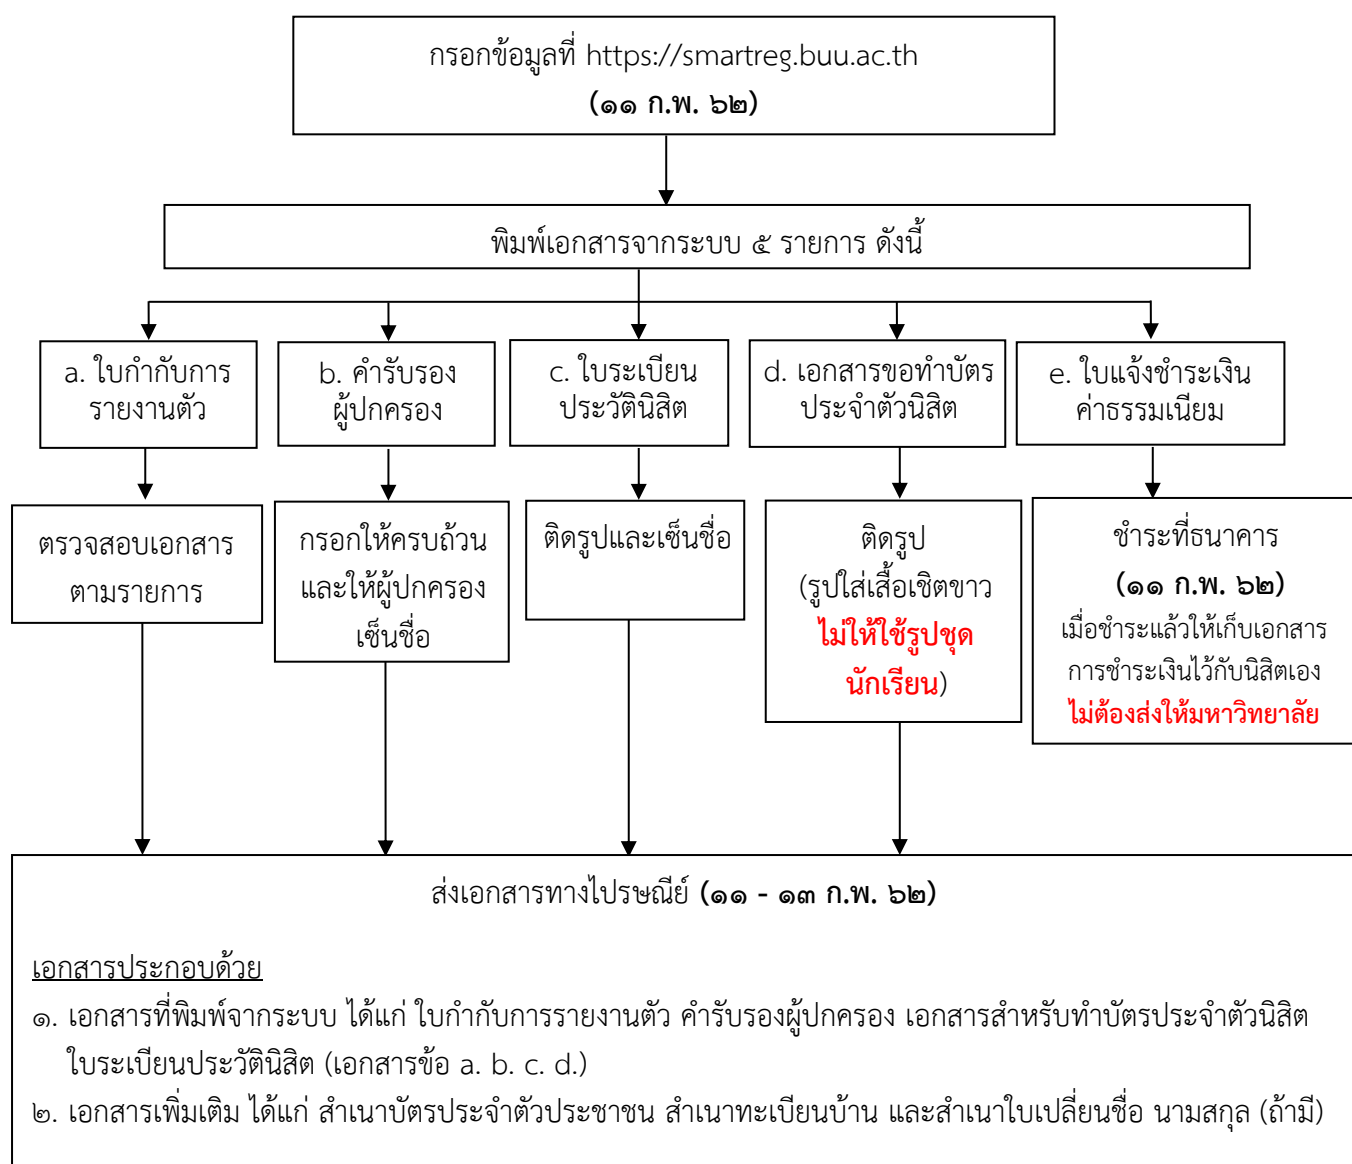 กรอกข้อมูลที่ https://smartreg.buu.ac.th
(๑๑ ก.พ. ๖๒)
พิมพ์เอกสารจากระบบ ๕ รายการ ดังนี้
a. ใบกำกับการ
รายงานตัว
b. คำรับรอง
ผู้ปกครอง
c. ใบระเบียน
ประวัตินิสิต
d. เอกสารขอทำบัตร
ประจำตัวนิสิต
e. ใบแจ้งชำระเงิน
ค่าธรรมเนียม
ตรวจสอบเอกสาร
ตามรายการ
กรอกให้ครบถ้วน
และให้ผู้ปกครอง
เซ็นชื่อ
ติดรูปและเซ็นชื่อ
ติดรูป
(รูปใส่เสื้อเชิตขาว
ไม่ให้ใช้รูปชุด
นักเรียน)
ชำระที่ธนาคาร
(๑๑ ก.พ. ๖๒)
เมื่อชำระแล้วให้เก็บเอกสาร
การชำระเงินไว้กับนิสิตเอง
ไม่ต้องส่งให้มหาวิทยาลัย
ส่งเอกสารทางไปรษณีย์ (๑๑ - ๑๓ ก.พ. ๖๒)
เอกสารประกอบด้วย
๑. เอกสารที่พิมพ์จากระบบ ได้แก่ ใบกำกับการรายงานตัว คำรับรองผู้ปกครอง เอกสารสำหรับทำบัตรประจำตัวนิสิต
ใบระเบียนประวัตินิสิต (เอกสารข้อ a. b. c. d.)
๒. เอกสารเพิ่มเติม ได้แก่ สำเนาบัตรประจำตัวประชาชน สำเนาทะเบียนบ้าน และสำเนาใบเปลี่ยนชื่อ นามสกุล (ถ้ามี)